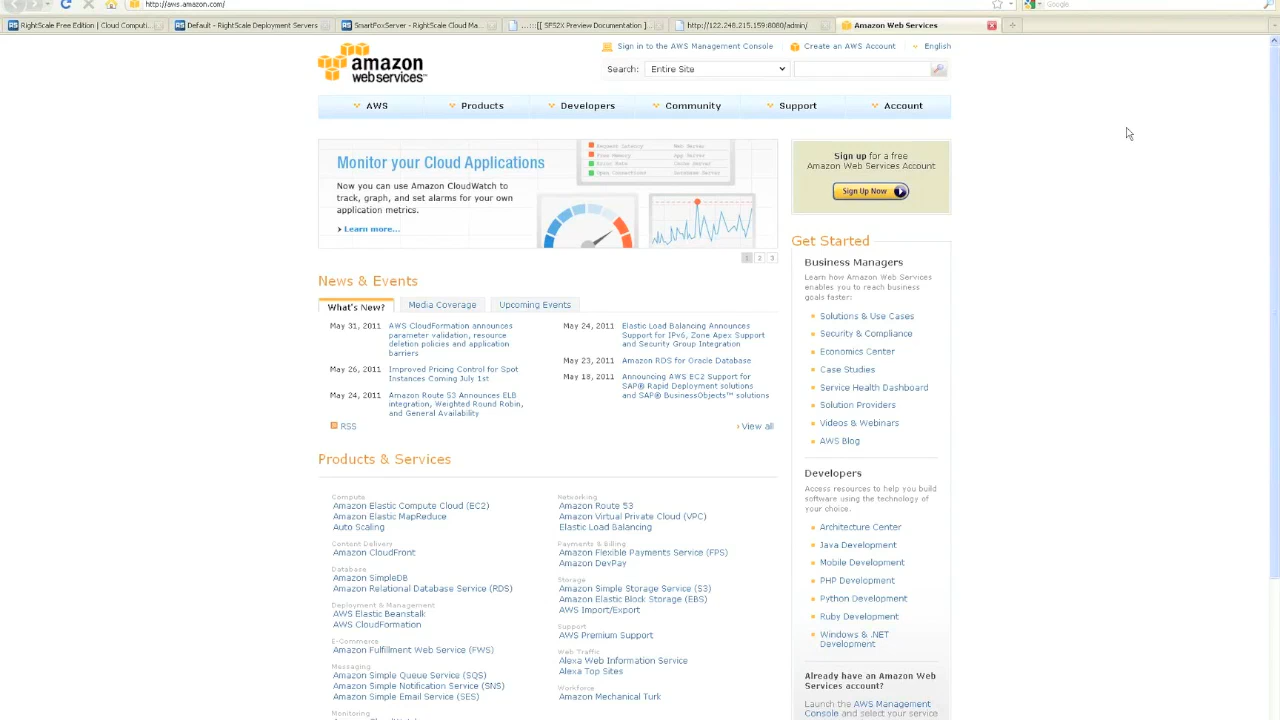 http://aws.amazon.com/
Google
RightScale Free Edition | Cloud Computi...
Default - RightScale Deployment Servers
SmartFoxServer - RightScale Cloud Ma...
...:::[[ SFS2X Preview Documentation ]...
http://122.248.215.159:8080/admin/
Amazon Web Services
amazon
webservices™
Sign in to the AWS Management Console
Create an AWS Account
English
Search:
Entire Site
AWS
Products
Developers
Community
Support
Account
Monitor your Cloud Applications
Now you can use Amazon CloudWatch to
track, graph, and set alarms for your own
application metrics.
Learn more...
Request Latency
Web Server
Free Memory
App Server
Error Rate
Open Connections
1 2 3
Sign up for a free
Amazon Web Services Account
Sign Up Now
News & Events
What's New?
Media Coverage
Upcoming Events
May 31, 2011
AWS CloudFormation announces
parameter validation, resource
deletion policies and application
barriers
May 26, 2011
Improved Pricing Control for Spot
Instances Coming July 1st
May 24, 2011
Amazon Route 53 Announces ELB
integration, Weighted Round Robin,
and General Availability
May 24, 2011
Elastic Load Balancing Announces
Support for IPv6, Zone Apex Support
and Security Group Integration
May 23, 2011
Amazon RDS for Oracle Database
May 18, 2011
Announcing AWS EC2 Support for
SAP® Rapid Deployment solutions
and SAP® BusinessObjects™ solutions
RSS
View all
Products & Services
Compute
Amazon Elastic Compute Cloud (EC2)
Amazon Elastic MapReduce
Auto Scaling
Content Delivery
Amazon CloudFront
Database
Amazon SimpleDB
Amazon Relational Database Service (RDS)
Deployment & Management
AWS Elastic Beanstalk
AWS CloudFormation
E-Commerce
Amazon Fulfillment Web Service (FWS)
Messaging
Amazon Simple Queue Service (SQS)
Amazon Simple Notification Service (SNS)
Amazon Simple Email Service (SES)
Monitoring
Networking
Amazon Route 53
Amazon Virtual Private Cloud (VPC)
Elastic Load Balancing
Payments & Billing
Amazon Flexible Payments Service (FPS)
Amazon DevPay
Storage
Amazon Simple Storage Service (S3)
Amazon Elastic Block Storage (EBS)
AWS Import/Export
Support
AWS Premium Support
Web Traffic
Alexa Web Information Service
Alexa Top Sites
Workforce
Amazon Mechanical Turk
Get Started
Business Managers
Learn how Amazon Web Services
enables you to reach business
goals faster:
Solutions & Use Cases
Security & Compliance
Economics Center
Case Studies
Service Health Dashboard
Solution Providers
Videos & Webinars
AWS Blog
Developers
Access resources to help you build
software using the technology of
your choice.
Architecture Center
Java Development
Mobile Development
PHP Development
Python Development
Ruby Development
Windows & .NET
Development
Already have an Amazon Web
Services account?
Launch the AWS Management
Console and select your service